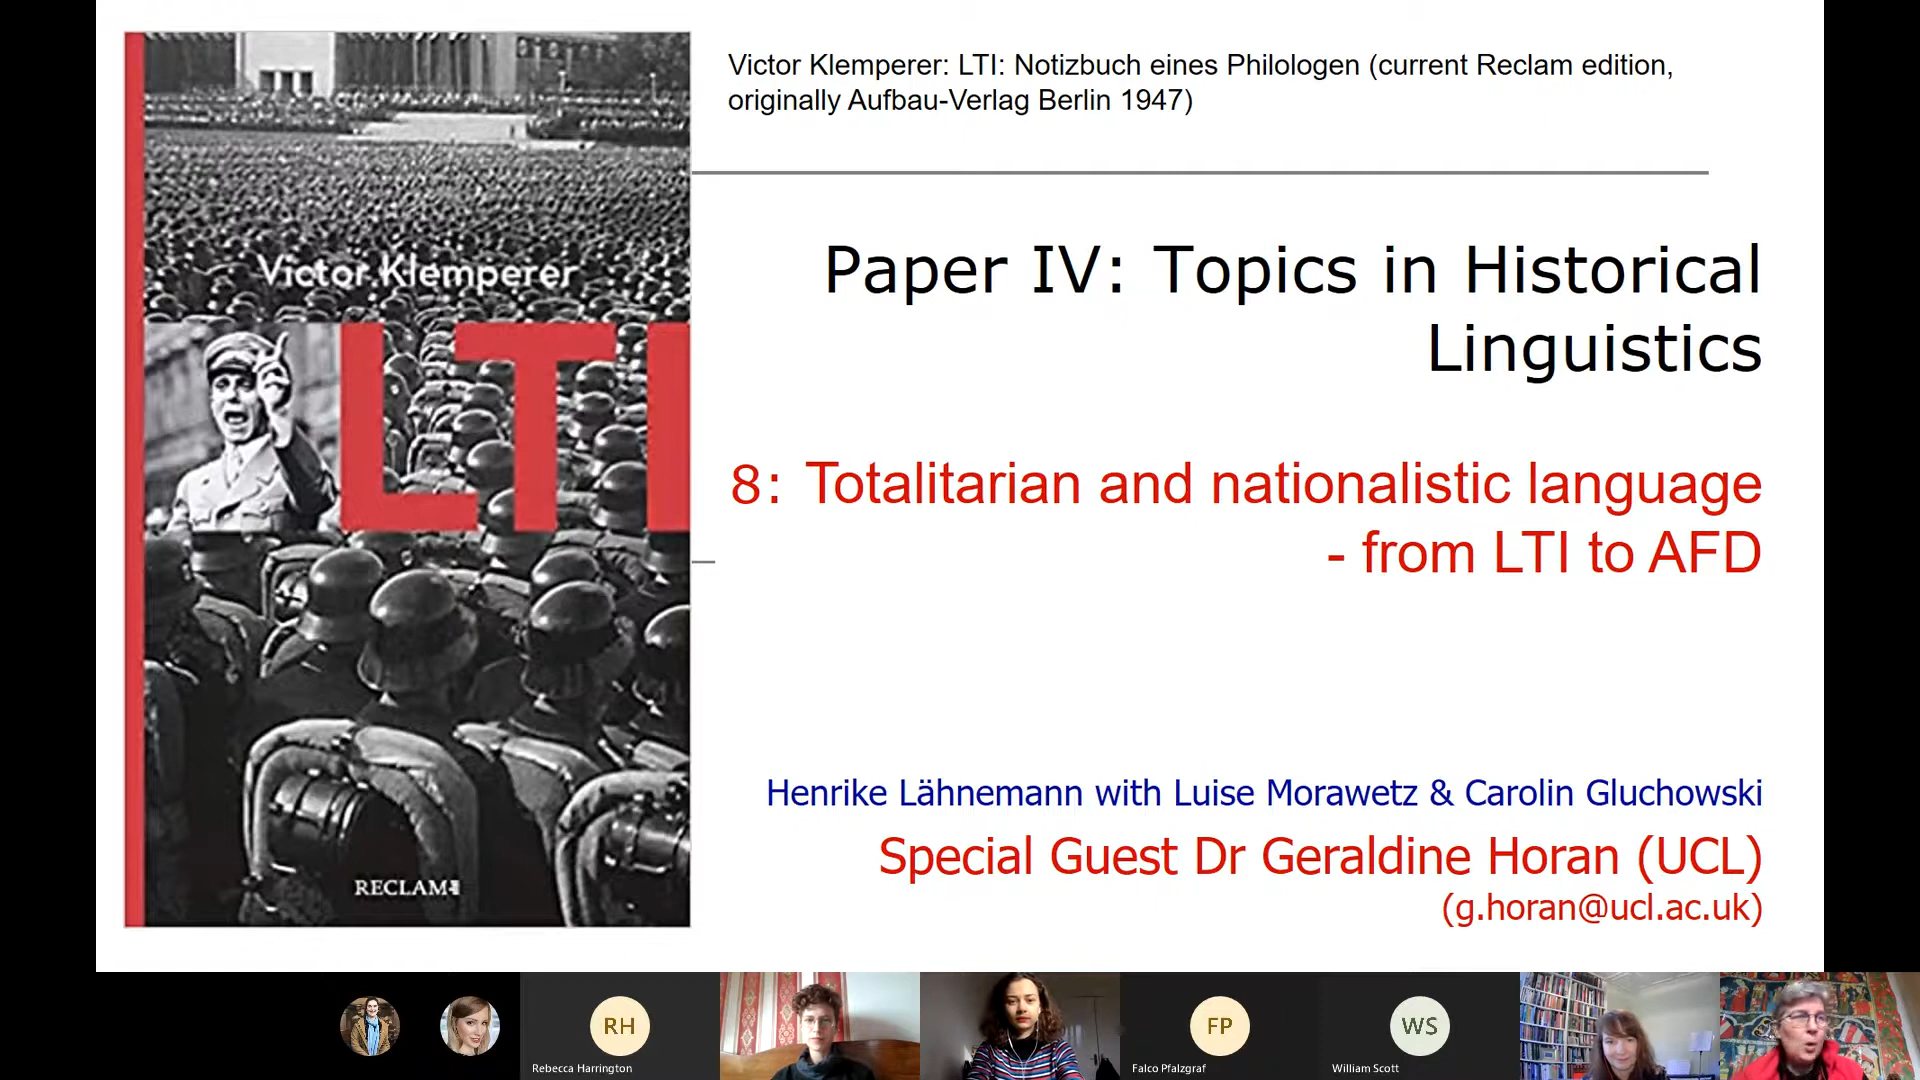 Victor Klemperer: LTI: Notizbuch eines Philologen (current Reclam edition,
originally Aufbau-Verlag Berlin 1947)
Victor Klemperer
LTI
RECLAM
Paper IV: Topics in Historical
Linguistics
8: Totalitarian and nationalistic language
- from LTI to AFD
Henrike Lähnemann with Luise Morawetz & Carolin Gluchowski
Special Guest Dr Geraldine Horan (UCL)
(g.horan@ucl.ac.uk)
RH
Rebecca Harrington
FP
Falco Pfalzgraf
WS
William Scott